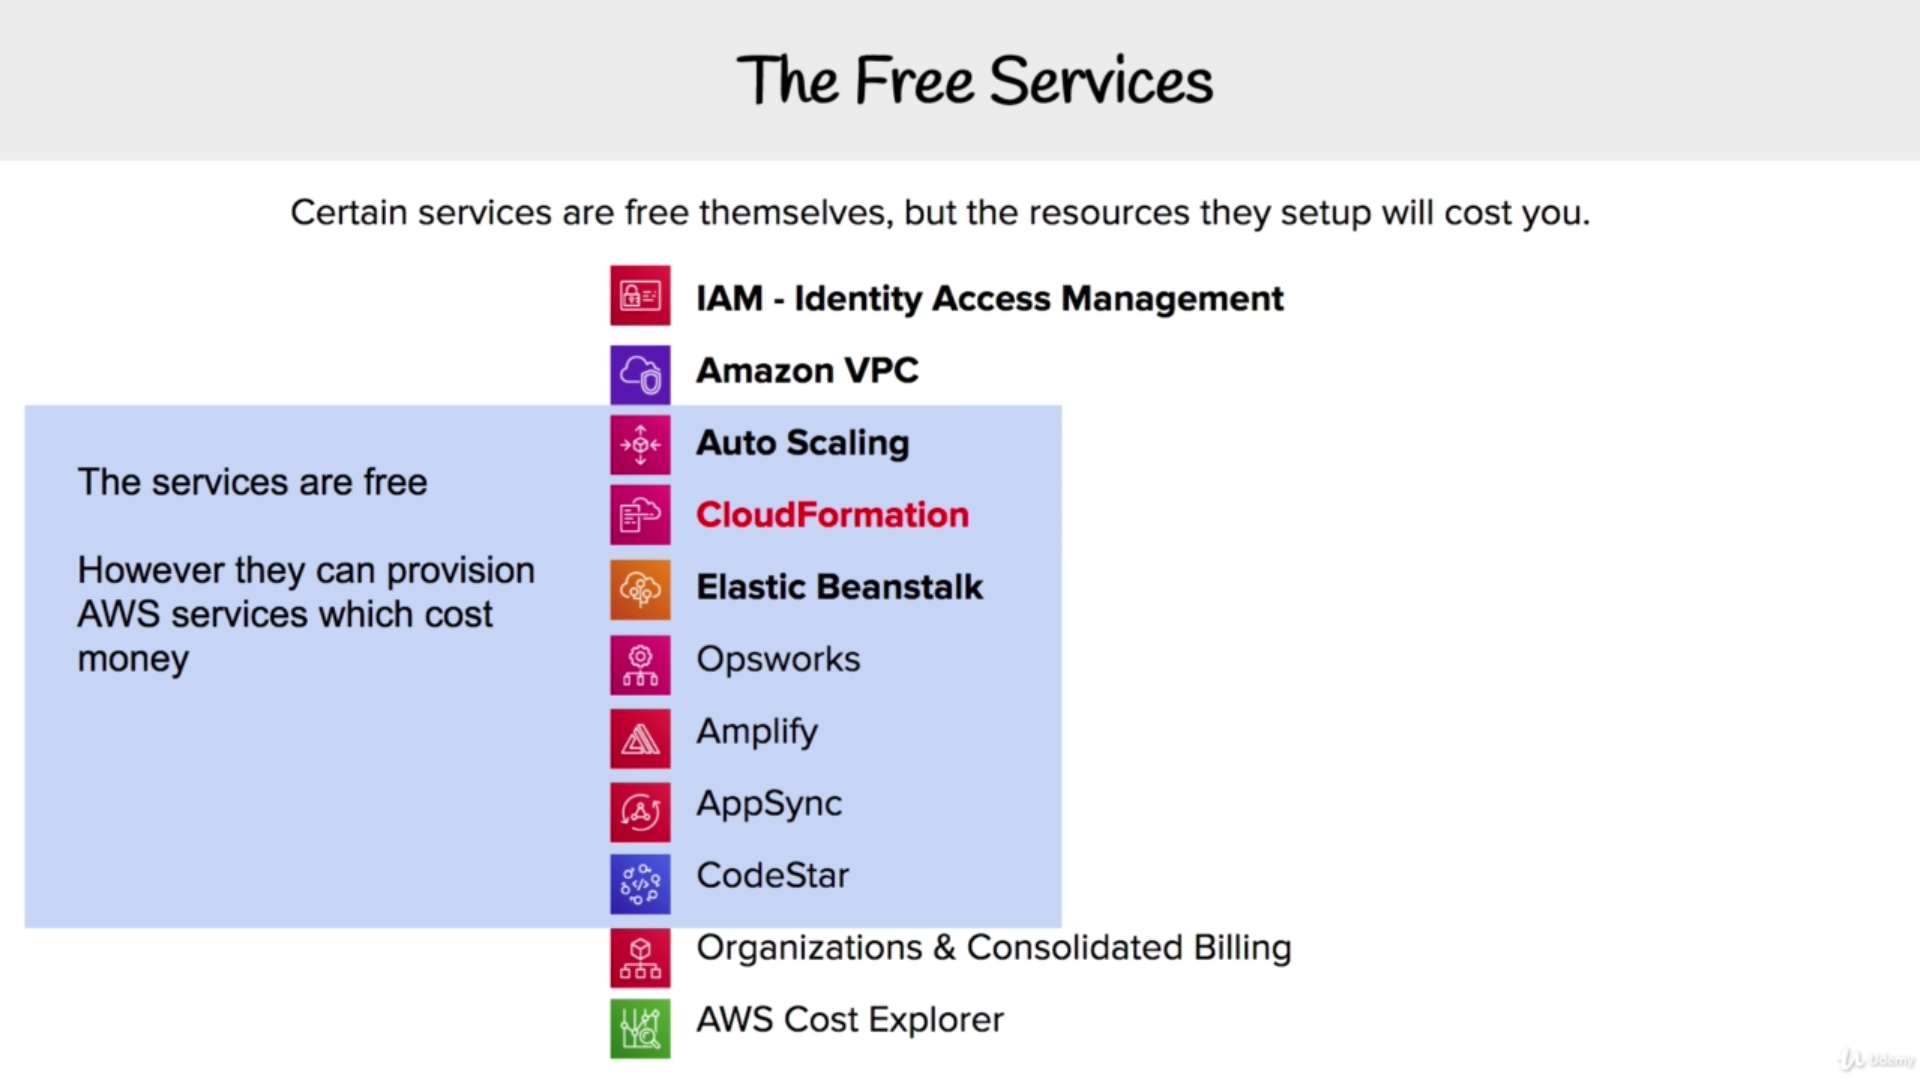 The Free Services
Certain services are free themselves, but the resources they setup will cost you.
IAM - Identity Access Management
Amazon VPC
Auto Scaling
The services are free
CloudFormation
However they can provision
AWS services which cost
money
Elastic Beanstalk
Opsworks
Amplify
AppSync
CodeStar
Organizations & Consolidated Billing
AWS Cost Explorer
Udemy